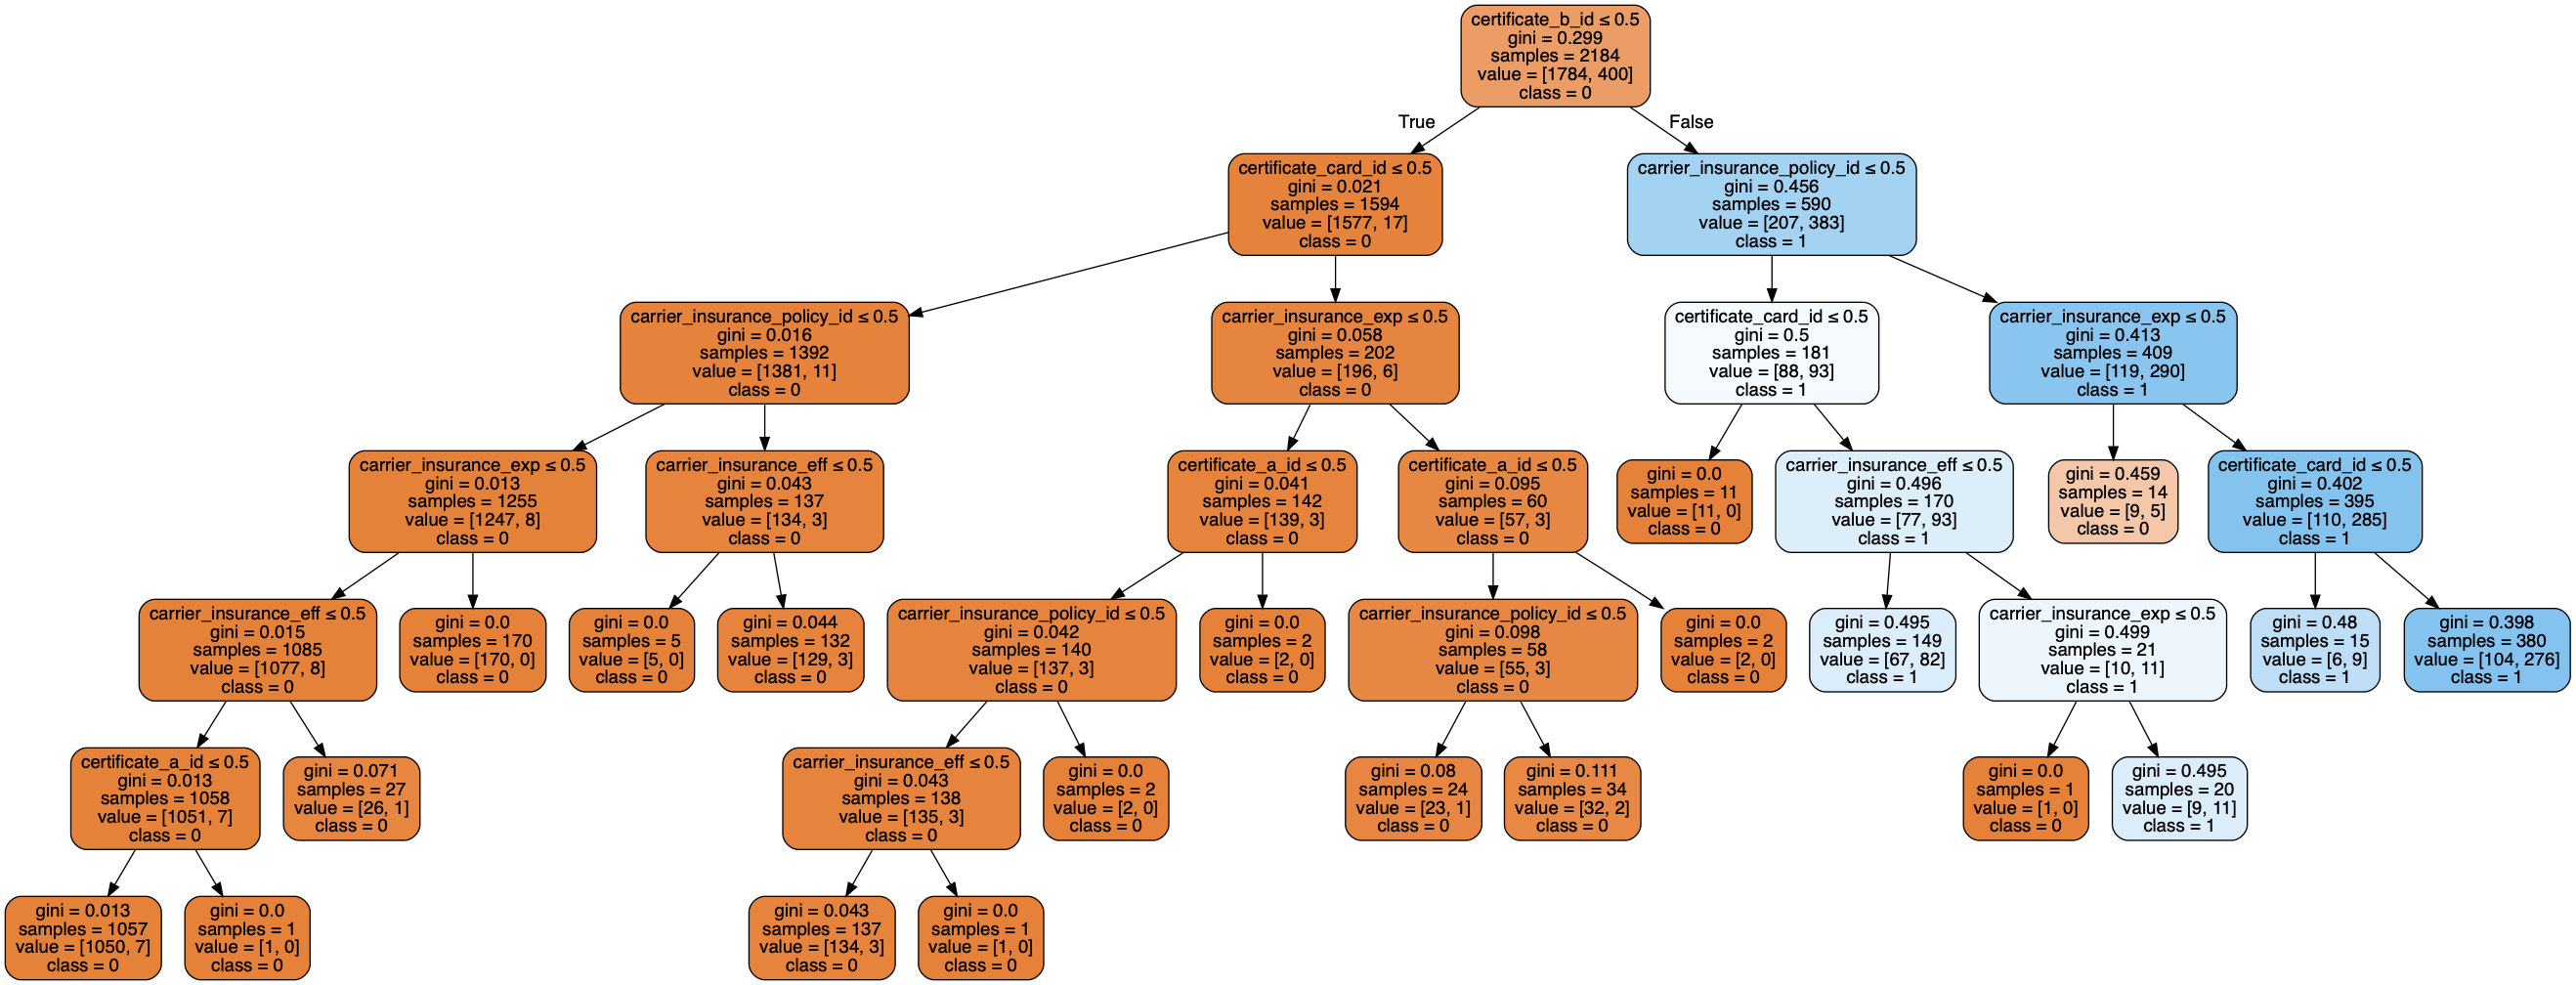 certificate_b_id ≤ 0.5
gini = 0.299
samples = 2184
value = [1784, 400]
class = 0
True
False
certificate_card_id ≤ 0.5
gini = 0.021
samples = 1594
value = [1577, 17]
class = 0
carrier_insurance_policy_id ≤ 0.5
gini = 0.456
samples = 590
value = [207, 383]
class = 1
carrier_insurance_policy_id ≤ 0.5
gini = 0.016
samples = 1392
value = [1381, 11]
class = 0
carrier_insurance_exp ≤ 0.5
gini = 0.058
samples = 202
value = [196, 6]
class = 0
certificate_card_id ≤ 0.5
gini = 0.5
samples = 181
value = [88, 93]
class = 1
carrier_insurance_exp ≤ 0.5
gini = 0.413
samples = 409
value = [119, 290]
class = 1
carrier_insurance_exp ≤ 0.5
gini = 0.013
samples = 1255
value = [1247, 8]
class = 0
carrier_insurance_eff ≤ 0.5
gini = 0.043
samples = 137
value = [134, 3]
class = 0
certificate_a_id ≤ 0.5
gini = 0.041
samples = 142
value = [139, 3]
class = 0
certificate_a_id ≤ 0.5
gini = 0.095
samples = 60
value = [57, 3]
class = 0
gini = 0.0
samples = 11
value = [11, 0]
class = 0
carrier_insurance_eff ≤ 0.5
gini = 0.496
samples = 170
value = [77, 93]
class = 1
gini = 0.459
samples = 14
value = [9, 5]
class = 0
certificate_card_id ≤ 0.5
gini = 0.402
samples = 395
value = [110, 285]
class = 1
carrier_insurance_eff ≤ 0.5
gini = 0.015
samples = 1085
value = [1077, 8]
class = 0
gini = 0.0
samples = 170
value = [170, 0]
class = 0
gini = 0.0
samples = 5
value = [5, 0]
class = 0
gini = 0.044
samples = 132
value = [129, 3]
class = 0
carrier_insurance_policy_id ≤ 0.5
gini = 0.042
samples = 140
value = [137, 3]
class = 0
gini = 0.0
samples = 2
value = [2, 0]
class = 0
carrier_insurance_policy_id ≤ 0.5
gini = 0.098
samples = 58
value = [55, 3]
class = 0
gini = 0.0
samples = 2
value = [2, 0]
class = 0
gini = 0.495
samples = 149
value = [67, 82]
class = 1
carrier_insurance_exp ≤ 0.5
gini = 0.499
samples = 21
value = [10, 11]
class = 1
gini = 0.48
samples = 15
value = [6, 9]
class = 1
gini = 0.398
samples = 380
value = [104, 276]
class = 1
certificate_a_id ≤ 0.5
gini = 0.013
samples = 1058
value = [1051, 7]
class = 0
gini = 0.071
samples = 27
value = [26, 1]
class = 0
carrier_insurance_eff ≤ 0.5
gini = 0.043
samples = 138
value = [135, 3]
class = 0
gini = 0.0
samples = 2
value = [2, 0]
class = 0
gini = 0.08
samples = 24
value = [23, 1]
class = 0
gini = 0.111
samples = 34
value = [32, 2]
class = 0
gini = 0.0
samples = 1
value = [1, 0]
class = 0
gini = 0.495
samples = 20
value = [9, 11]
class = 1
gini = 0.013
samples = 1057
value = [1050, 7]
class = 0
gini = 0.0
samples = 1
value = [1, 0]
class = 0
gini = 0.043
samples = 137
value = [134, 3]
class = 0
gini = 0.0
samples = 1
value = [1, 0]
class = 0